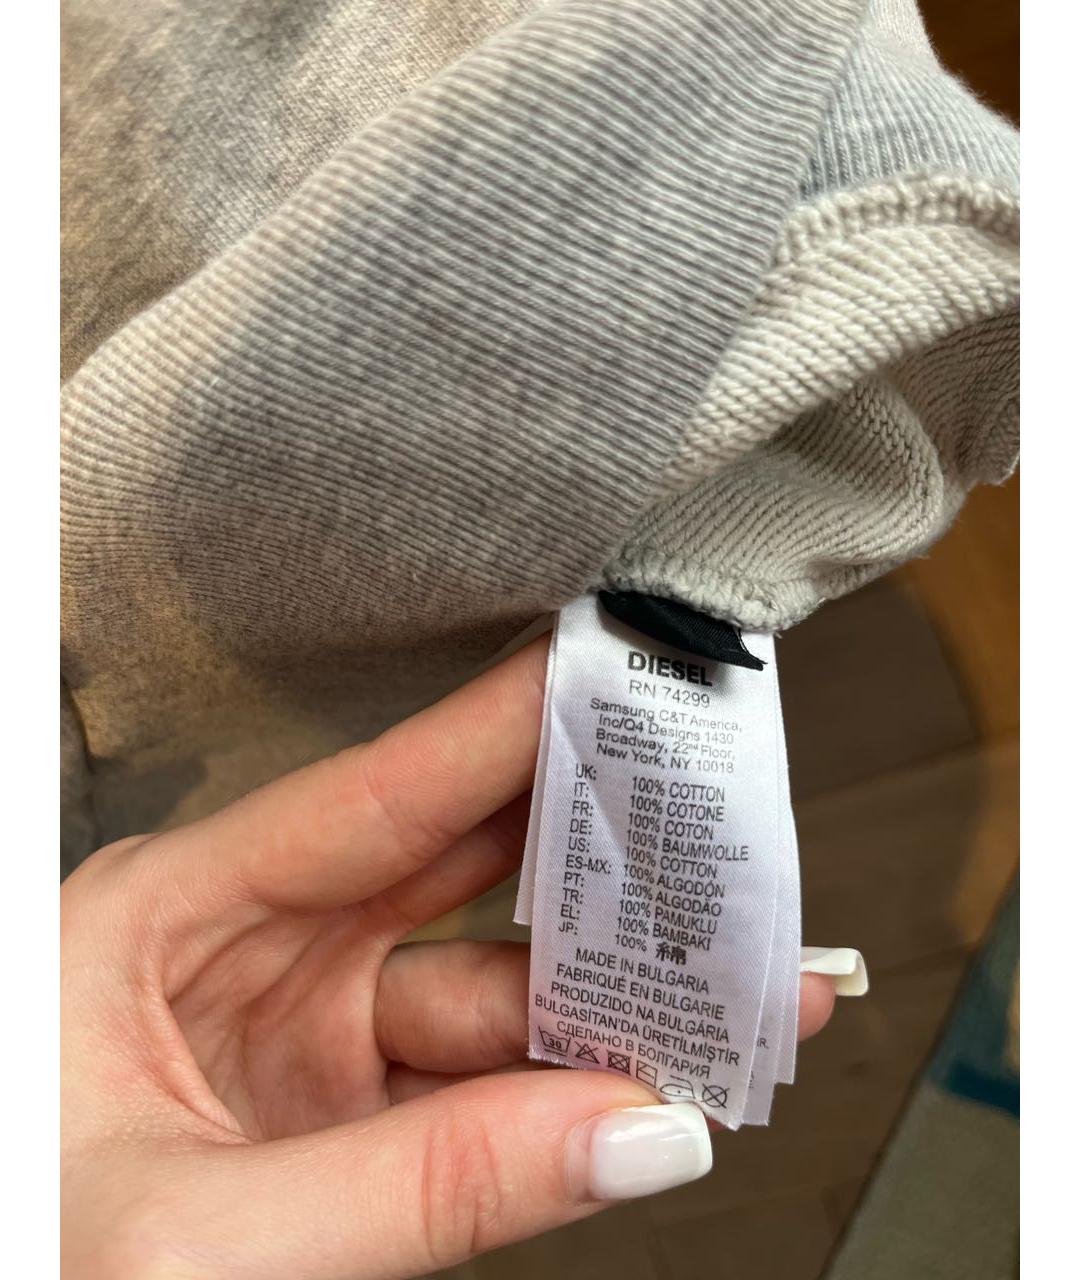 DIESEL
RN 74299
Samsung C&T America,
Inc/Q4 Designs 1430
Broadway, 22nd Floor,
New York, NY 10018
UK: 100% COTTON
IT: 100% COTONE
FR: 100% COTON
DE: 100% BAUMWOLLE
US: 100% COTTON
ES-MX: 100% ALGODÓN
PT: 100% ALGODÃO
TR: 100% PAMUKLU
EL: 100% BAMBAKI
JP: 100% 綿
MADE IN BULGARIA
FABRIQUÉ EN BULGARIE
PRODUZIDO NA BULGÁRIA
BULGASİTAN'DA ÜRETİLMİŞTİR
СДЕЛАНО В БОЛГАРИЯ
30